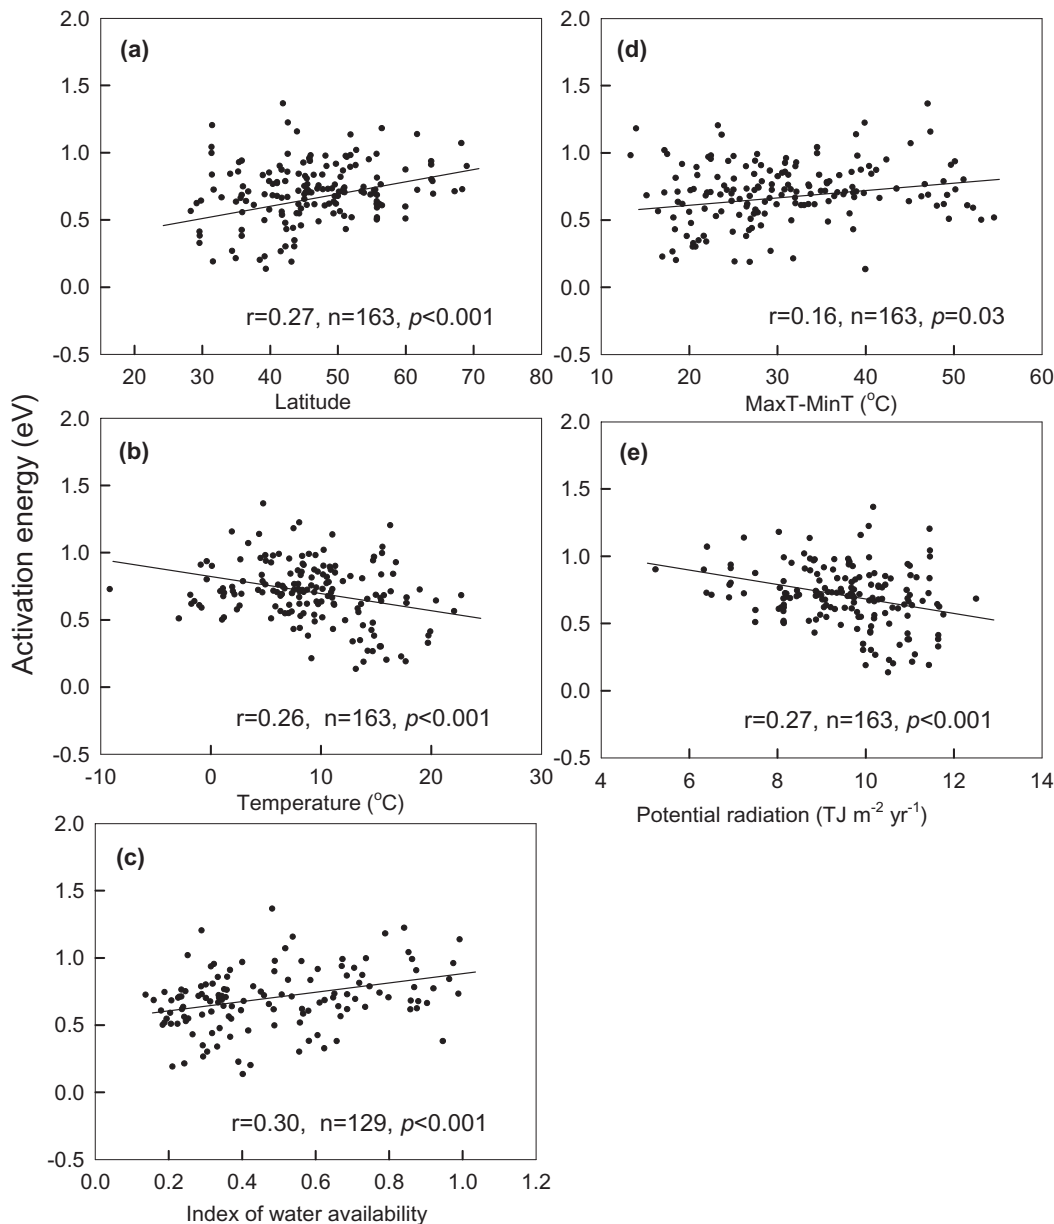 Activation energy (eV)
(a)
2.0
1.5
1.0
0.5
0.0
-0.5
r=0.27, n=163, p<0.001
20 30 40 50 60 70 80
Latitude
(d)
2.0
1.5
1.0
0.5
0.0
-0.5
r=0.16, n=163, p=0.03
10 20 30 40 50 60
MaxT-MinT (°C)
(b)
2.0
1.5
1.0
0.5
0.0
-0.5
r=0.26, n=163, p<0.001
-10 0 10 20 30
Temperature (°C)
(e)
2.0
1.5
1.0
0.5
0.0
-0.5
r=0.27, n=163, p<0.001
4 6 8 10 12 14
Potential radiation (TJ m⁻² yr⁻¹)
(c)
2.0
1.5
1.0
0.5
0.0
-0.5
r=0.30, n=129, p<0.001
0.0 0.2 0.4 0.6 0.8 1.0 1.2
Index of water availability